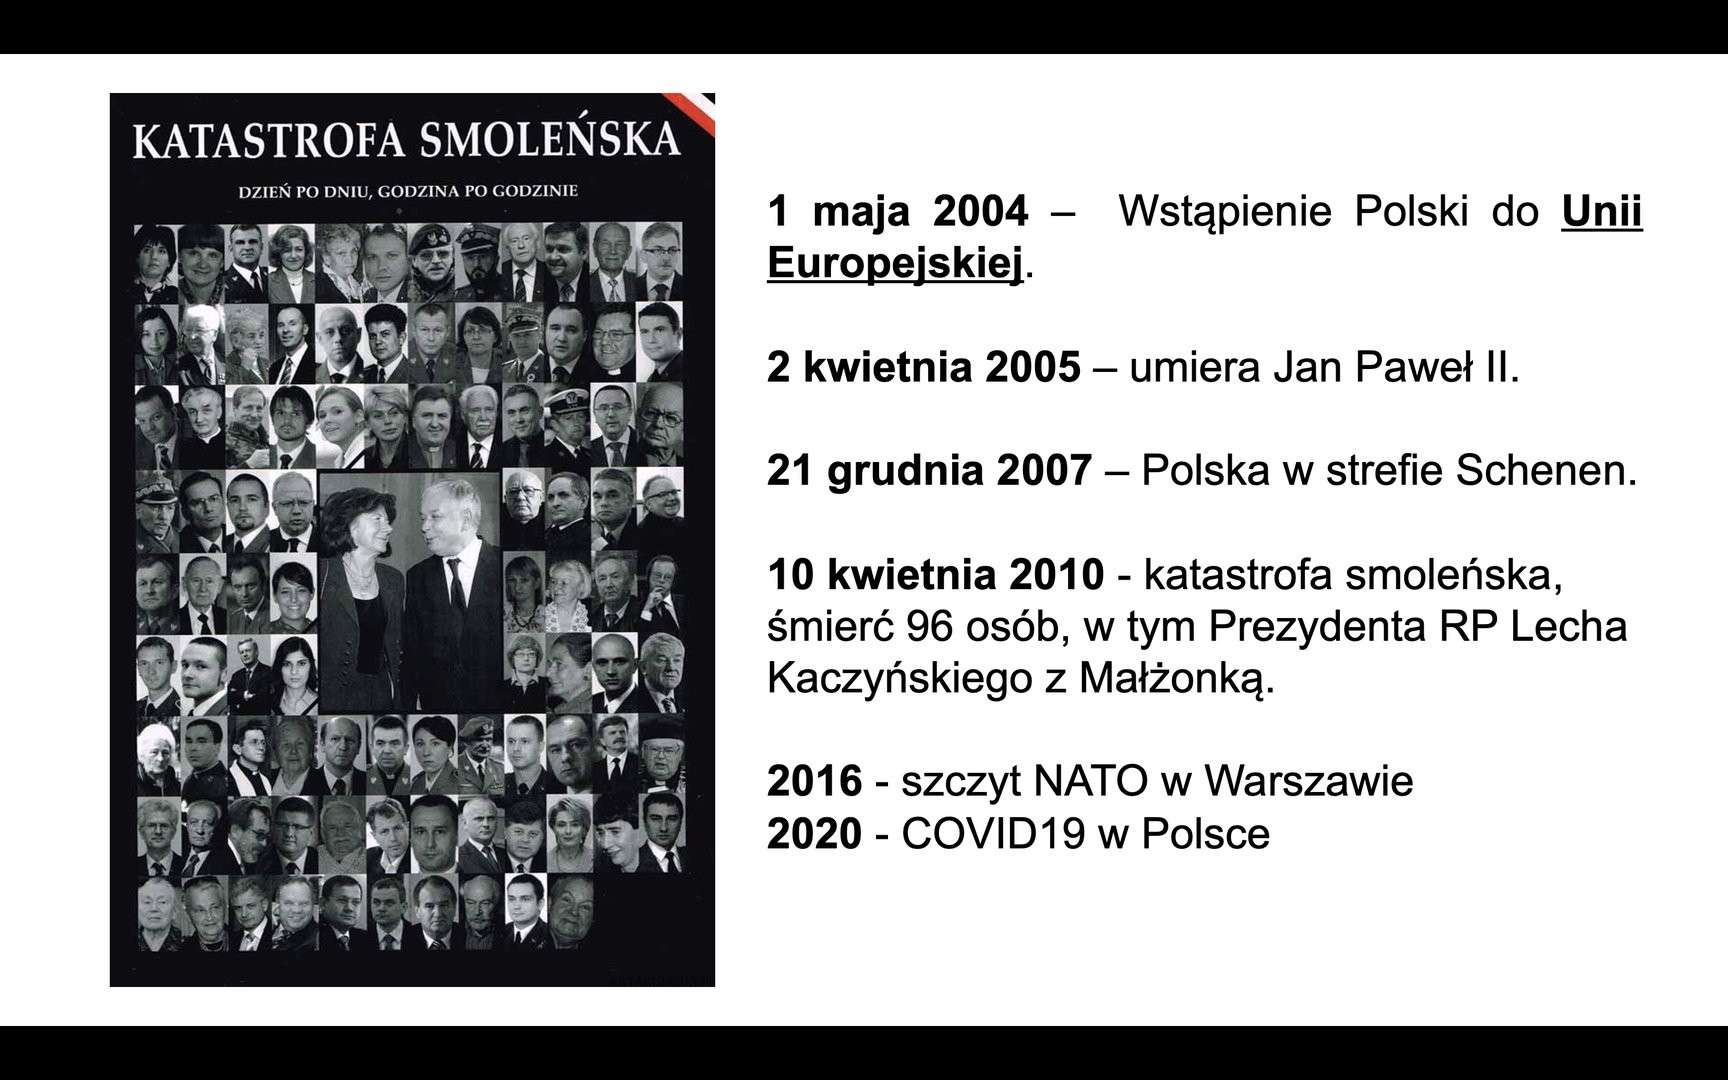 KATASTROFA SMOLEŃSKA
DZIEŃ PO DNIU, GODZINA PO GODZINIE
1 maja 2004 – Wstąpienie Polski do Unii
Europejskiej.
2 kwietnia 2005 – umiera Jan Paweł II.
21 grudnia 2007 – Polska w strefie Schenen.
10 kwietnia 2010 - katastrofa smoleńska,
śmierć 96 osób, w tym Prezydenta RP Lecha
Kaczyńskiego z Małżonką.
2016 - szczyt NATO w Warszawie
2020 - COVID19 w Polsce